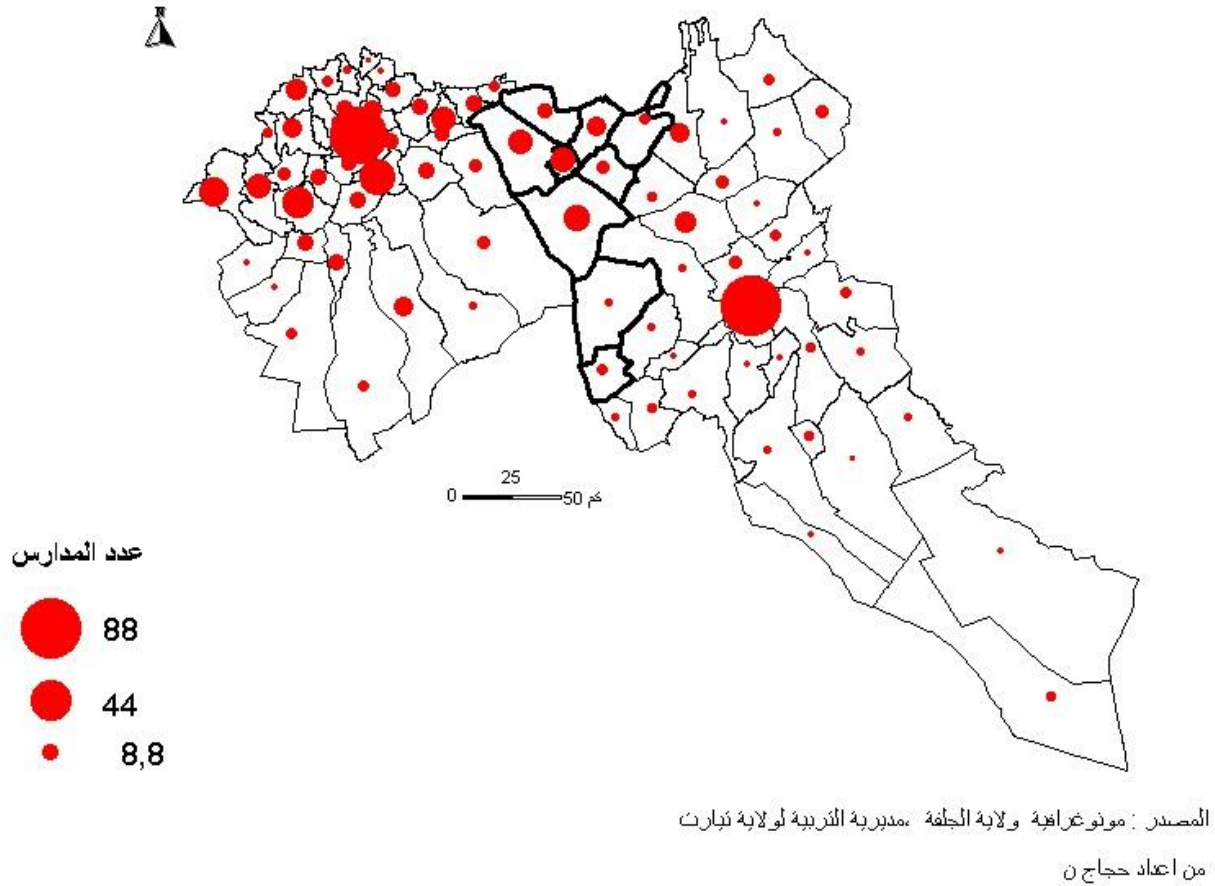 N
25
0 50 كم
عدد المدارس
88
44
8,8
المصدر : مونوغرافية ولاية الجلفة ،مديرية التربية لولاية تيارت
من اعداد حجاج ن